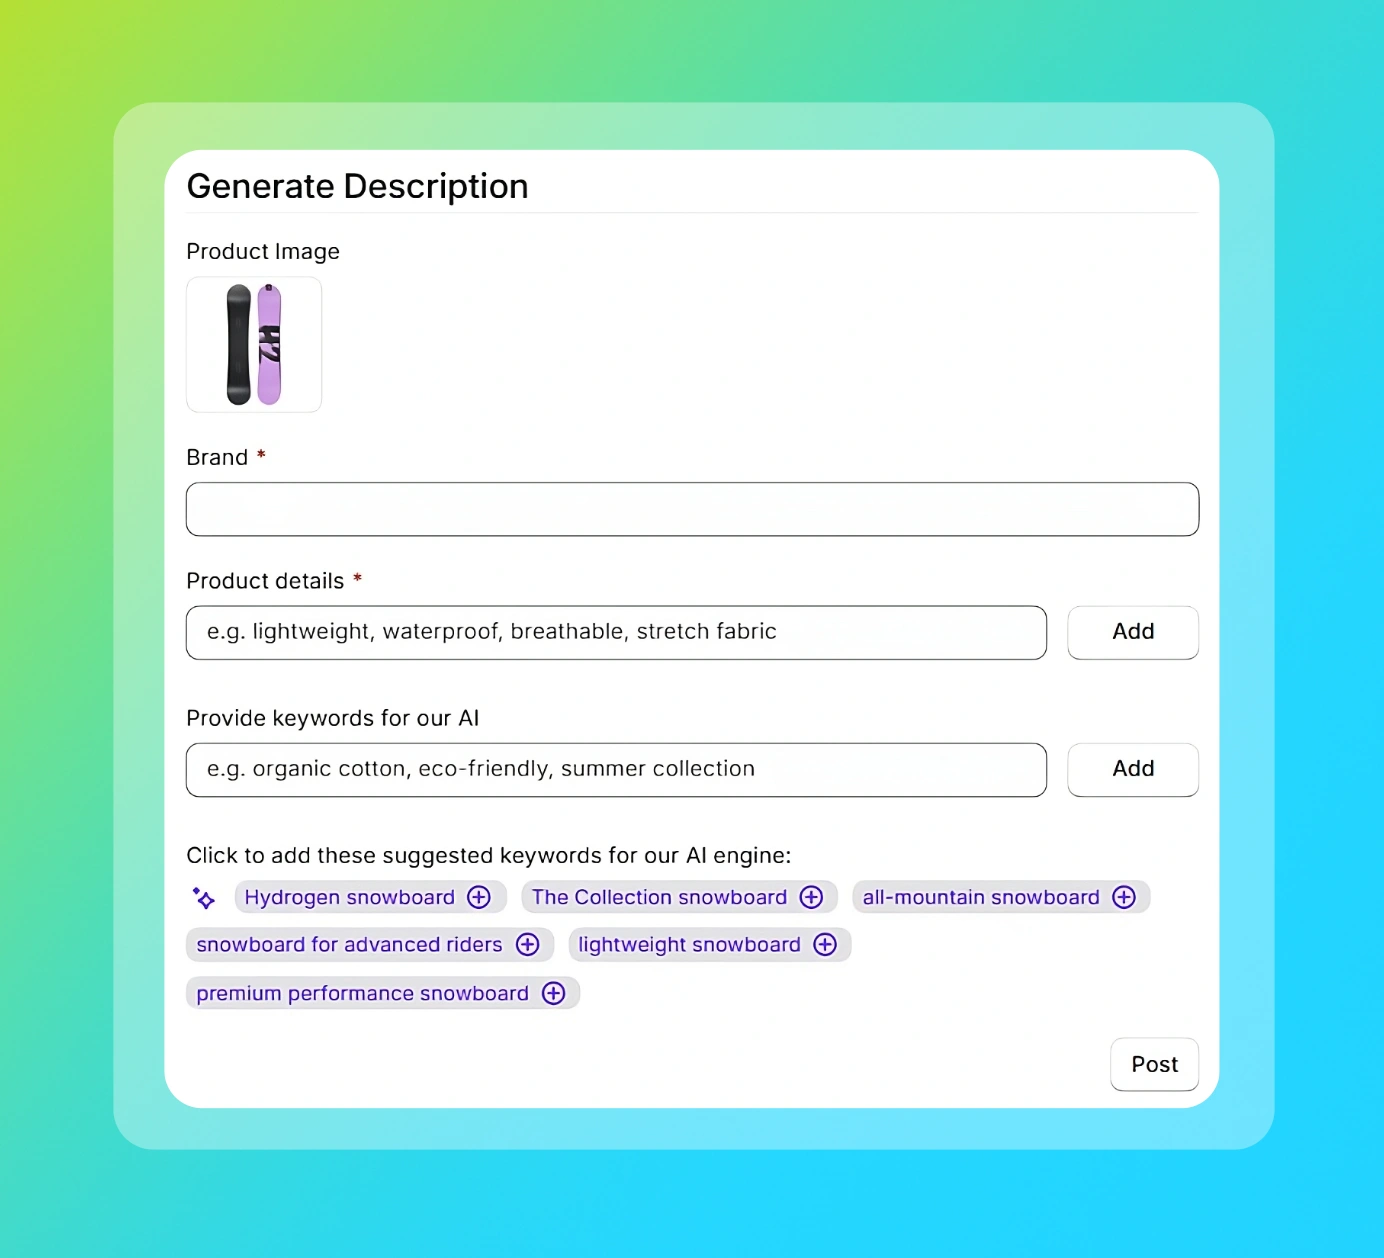 Generate Description
Product Image
Brand *
Product details *
e.g. lightweight, waterproof, breathable, stretch fabric
Add
Provide keywords for our AI
e.g. organic cotton, eco-friendly, summer collection
Add
Click to add these suggested keywords for our AI engine:
Hydrogen snowboard The Collection snowboard all-mountain snowboard
snowboard for advanced riders lightweight snowboard
premium performance snowboard
Post